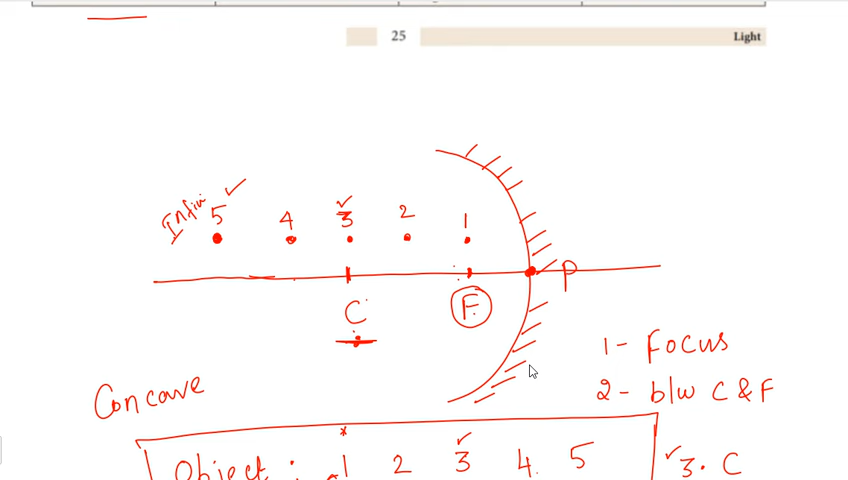 25 Light
Infini
5 4 3 2 1
P
C F
1- Focus
Concave
2- b/w C & F
Object : 1 2 3 4. 5
3. C